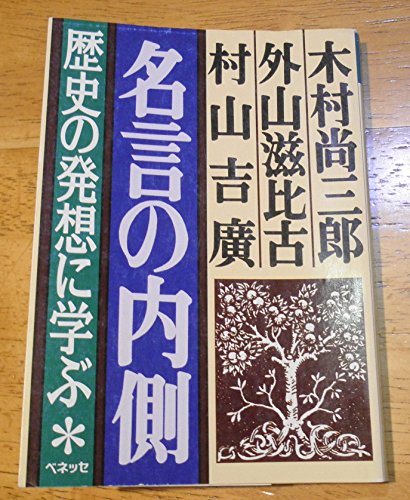 木村尚三郎
外山滋比古
村山吉廣
名言の内側
歴史の発想に学ぶ*
ベネッセ